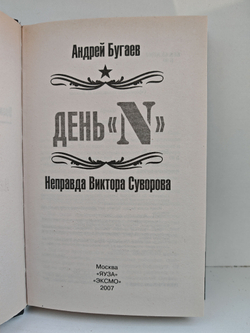 Андрей Бугаев
ДЕНЬ «N»
Неправда Виктора Суворова
Москва
«ЯУЗА»
«ЭКСМО»
2007